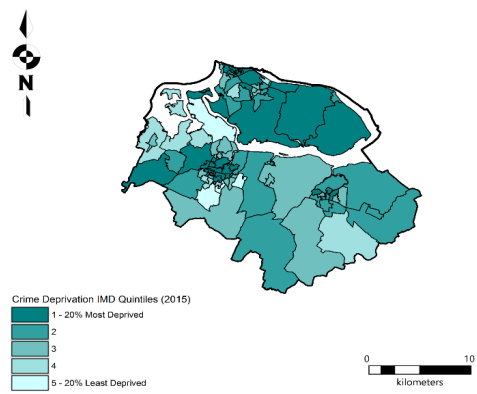 N
Crime Deprivation IMD Quintiles (2015)
1 - 20% Most Deprived
2
3
4
5 - 20% Least Deprived
0 10
kilometers